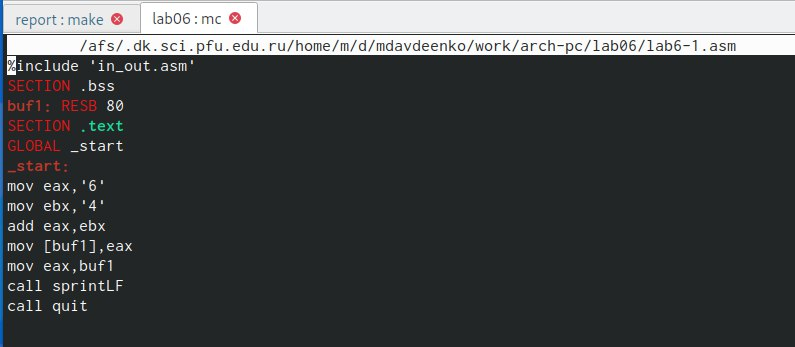 report : make
lab06 : mc
/afs/.dk.sci.pfu.edu.ru/home/m/d/mdavdeenko/work/arch-pc/lab06/lab6-1.asm
%include 'in_out.asm'
SECTION .bss
buf1: RESB 80
SECTION .text
GLOBAL _start
_start:
mov eax,'6'
mov ebx,'4'
add eax,ebx
mov [buf1],eax
mov eax,buf1
call sprintLF
call quit